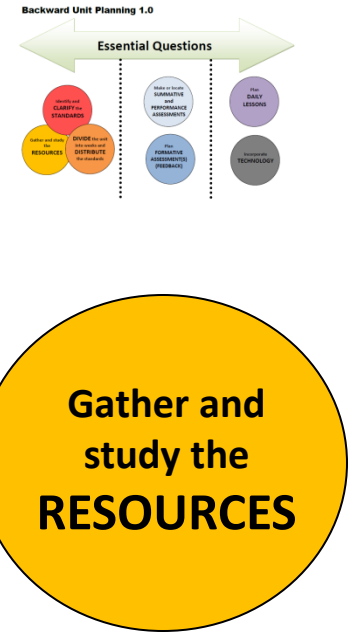 Backward Unit Planning 1.0
Essential Questions
Identify and
CLARIFY the
STANDARDS
Gather and study
the
RESOURCES
DIVIDE the unit
into weeks and
DISTRIBUTE
the standards
Make or locate
SUMMATIVE
and
PERFORMANCE
ASSESSMENTS
Plan
FORMATIVE
ASSESSMENT(S)
(FEEDBACK)
Plan
DAILY
LESSONS
Incorporate
TECHNOLOGY
Gather and
study the
RESOURCES